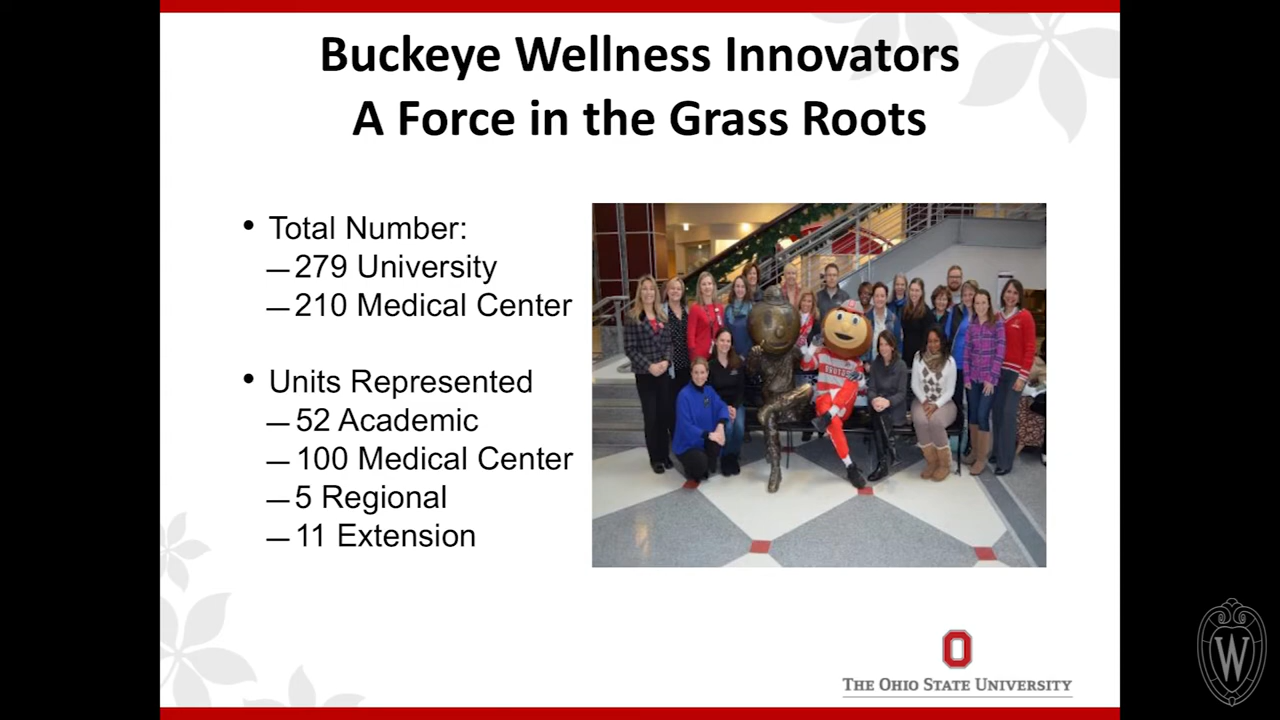 Buckeye Wellness Innovators
A Force in the Grass Roots
• Total Number:
— 279 University
— 210 Medical Center
• Units Represented
— 52 Academic
— 100 Medical Center
— 5 Regional
— 11 Extension
O
THE OHIO STATE UNIVERSITY
W